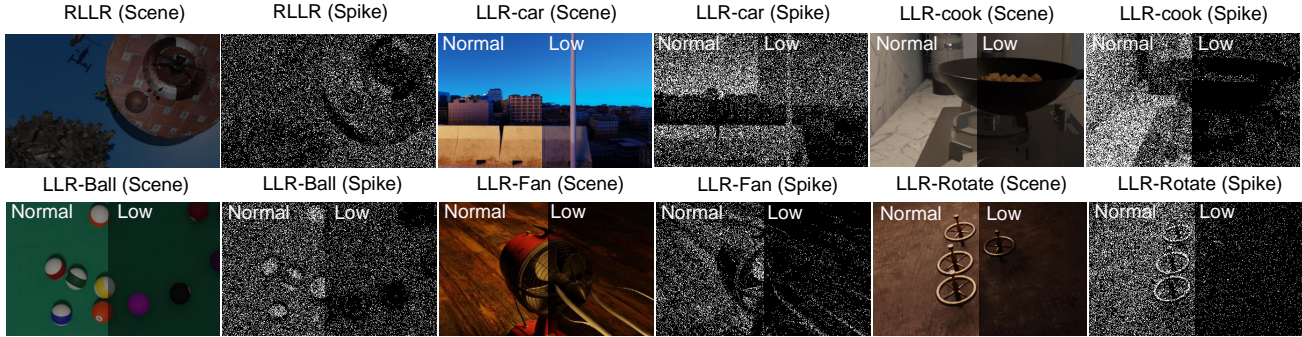 RLLR (Scene) RLLR (Spike) LLR-car (Scene) LLR-car (Spike) LLR-cook (Scene) LLR-cook (Spike)
Normal Low Normal Low Normal Low Normal Low
LLR-Ball (Scene) LLR-Ball (Spike) LLR-Fan (Scene) LLR-Fan (Spike) LLR-Rotate (Scene) LLR-Rotate (Spike)
Normal Low Normal Low Normal Low Normal Low Normal Low Normal Low